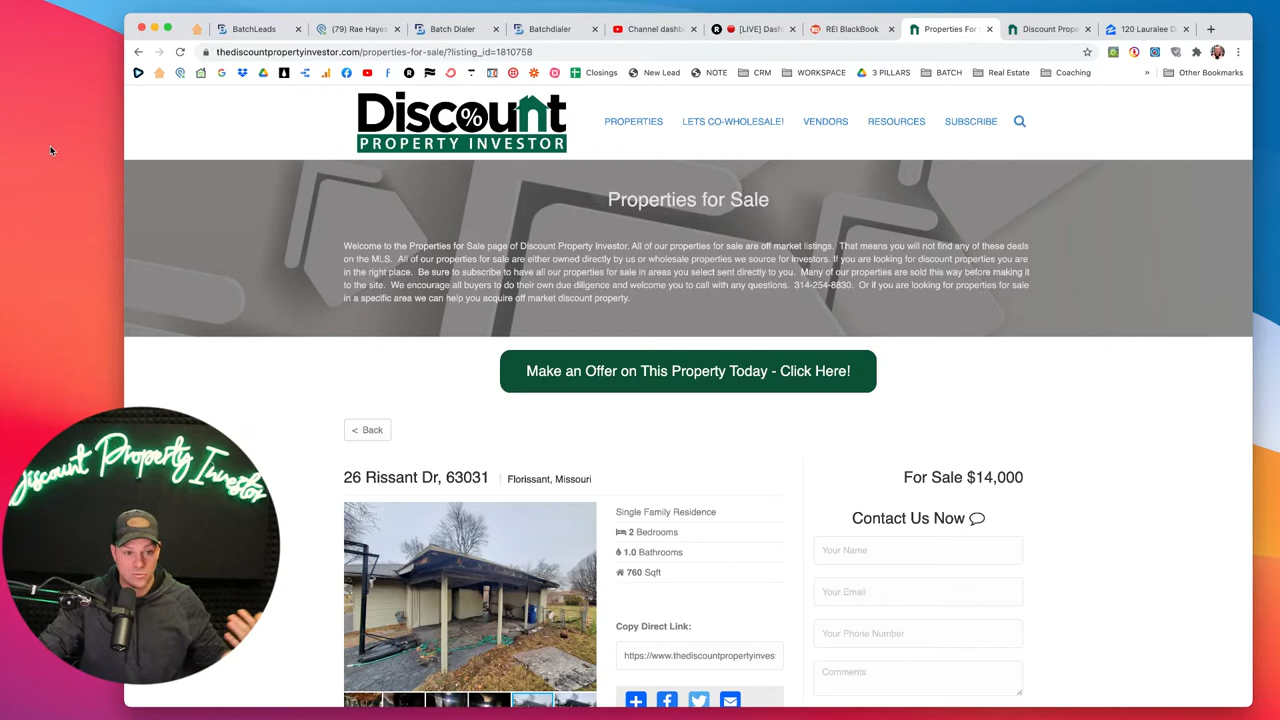 BatchLeads
(79) Rae Hayes
Batch Dialer
Batchdialer
Channel dashb
[LIVE] Dash
REI BlackBook
Properties For
Discount Prope
120 Lauralee D
thediscountpropertyinvestor.com/properties-for-sale/?listing_id=1810758
Closings
New Lead
NOTE
CRM
WORKSPACE
3 PILLARS
BATCH
Real Estate
Coaching
»
Other Bookmarks
Discount
PROPERTY INVESTOR
PROPERTIES
LETS CO-WHOLESALE!
VENDORS
RESOURCES
SUBSCRIBE
Properties for Sale
Welcome to the Properties for Sale page of Discount Property Investor. All of our properties for sale are off market listings. That means you will not find any of these deals
on the MLS. All of our properties for sale are either owned directly by us or wholesale properties we source for investors. If you are looking for discount properties you are
in the right place. Be sure to subscribe to have all our properties for sale in areas you select sent directly to you. Many of our properties are sold this way before making it
to the site. We encourage all buyers to do their own due diligence and welcome you to call with any questions. 314-254-8830. Or if you are looking for properties for sale
in a specific area we can help you acquire off market discount property.
Make an Offer on This Property Today - Click Here!
< Back
26 Rissant Dr, 63031
Florissant, Missouri
For Sale $14,000
Single Family Residence
2 Bedrooms
1.0 Bathrooms
760 Sqft
Copy Direct Link:
https://www.thediscountpropertyinves
Contact Us Now
Your Name
Your Email
Your Phone Number
Comments
Discount Property Investor